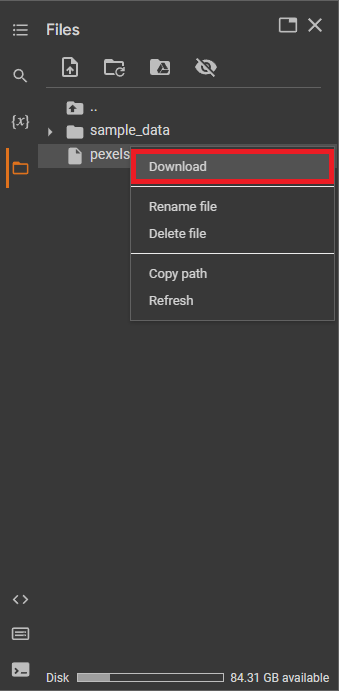 Files
{x}
..
sample_data
pexels
Download
Rename file
Delete file
Copy path
Refresh
Disk 84.31 GB available